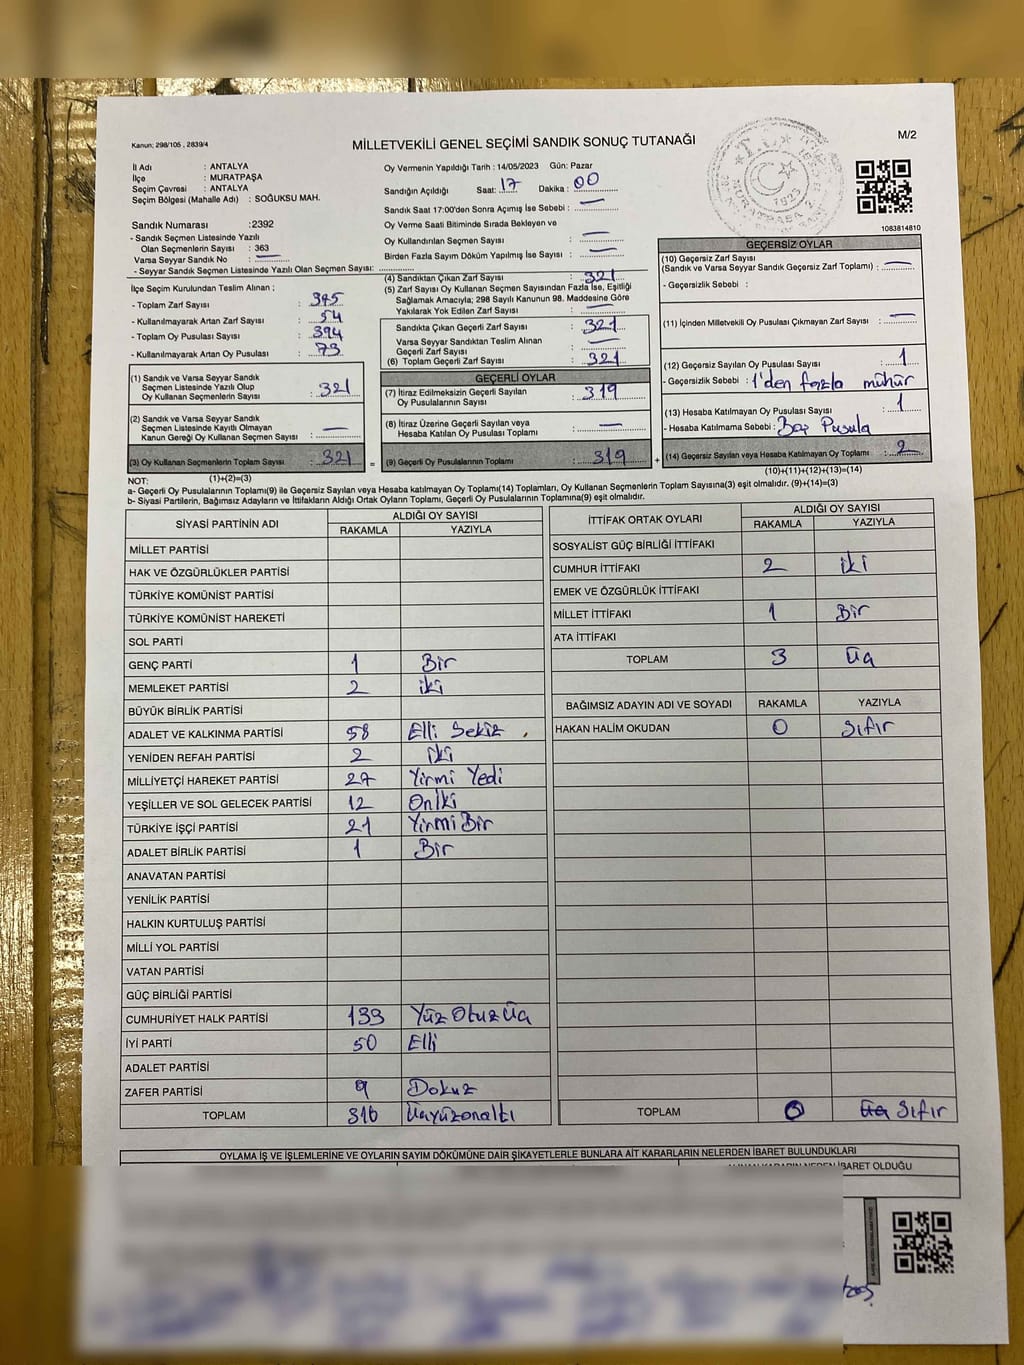 Kanun; 298/105 , 2839/4
MİLLETVEKİLİ GENEL SEÇİMİ SANDIK SONUÇ TUTANAĞI
M/2
İl Adı : ANTALYA
İlçe : MURATPAŞA
Seçim Çevresi : ANTALYA
Seçim Bölgesi (Mahalle Adı) : SOĞUKSU MAH.
Sandık Numarası :2392
- Sandık Seçmen Listesinde Yazılı
Olan Seçmenlerin Sayısı : 363
Varsa Seyyar Sandık No : —
- Seyyar Sandık Seçmen Listesinde Yazılı Olan Seçmen Sayısı:
Oy Vermenin Yapıldığı Tarih : 14/05/2023 Gün: Pazar
Sandığın Açıldığı Saat: 17 Dakika : 00
Sandık Saat 17:00'den Sonra Açımış İse Sebebi : —
Oy Verme Saati Bitiminde Sırada Bekleyen ve
Oy Kullandırılan Seçmen Sayısı : —
Birden Fazla Sayım Döküm Yapılmış İse Sayısı : —
1083814810
İlçe Seçim Kurulundan Teslim Alınan ;
- Toplam Zarf Sayısı : 375
- Kullanılmayarak Artan Zarf Sayısı : 54
- Toplam Oy Pusulası Sayısı : 394
- Kullanılmayarak Artan Oy Pusulası : 73
(4) Sandıktan Çıkan Zarf Sayısı : 321
(5) Zarf Sayısı Oy Kullanan Seçmen Sayısından Fazla İse, Eşitliği
Sağlamak Amacıyla; 298 Sayılı Kanunun 98. Maddesine Göre
Yakılarak Yok Edilen Zarf Sayısı : —
Sandıkta Çıkan Geçerli Zarf Sayısı : 321
Varsa Seyyar Sandıktan Teslim Alınan
Geçerli Zarf Sayısı : —
(6) Toplam Geçerli Zarf Sayısı : 321
GEÇERSİZ OYLAR
(10) Geçersiz Zarf Sayısı
(Sandık ve Varsa Seyyar Sandık Geçersiz Zarf Toplamı) : —
- Geçersizlik Sebebi :
(11) İçinden Milletvekili Oy Pusulası Çıkmayan Zarf Sayısı : —
(12) Geçersiz Sayılan Oy Pusulası Sayısı : 1
- Geçersizlik Sebebi : 1'den fazla mühür
(13) Hesaba Katılmayan Oy Pusulası Sayısı : 1
- Hesaba Katılmama Sebebi : Boş Pusula
(14) Geçersiz Sayılan veya Hesaba Katılmayan Oy Toplamı : 2
(10)+(11)+(12)+(13)=(14)
(1) Sandık ve Varsa Seyyar Sandık
Seçmen Listesinde Yazılı Olup
Oy Kullanan Seçmenlerin Sayısı : 321
(2) Sandık ve Varsa Seyyar Sandık
Seçmen Listesinde Kayıtlı Olmayan
Kanun Gereği Oy Kullanan Seçmen Sayısı : —
(3) Oy Kullanan Seçmenlerin Toplam Sayısı : 321 =
(1)+(2)=(3)
GEÇERLİ OYLAR
(7) İtiraz Edilmeksizin Geçerli Sayılan
Oy Pusulalarının Sayısı : 319
(8) İtiraz Üzerine Geçerli Sayılan veya
Hesaba Katılan Oy Pusulası Toplamı : —
(9) Geçerli Oy Pusulalarının Toplamı : 319 +
NOT:
a- Geçerli Oy Pusulalarının Toplamı(9) ile Geçersiz Sayılan veya Hesaba katılmayan Oy Toplamı(14) Toplamları, Oy Kullanan Seçmenlerin Toplam Sayısına(3) eşit olmalıdır. (9)+(14)=(3)
b- Siyasi Partilerin, Bağımsız Adayların ve İttifakların Aldığı Ortak Oyların Toplamı, Geçerli Oy Pusulalarının Toplamına(9) eşit olmalıdır.
SİYASİ PARTİNİN ADI ALDIĞI OY SAYISI
RAKAMLA YAZIYLA
MİLLET PARTİSİ
HAK VE ÖZGÜRLÜKLER PARTİSİ
TÜRKİYE KOMÜNİST PARTİSİ
TÜRKİYE KOMÜNİST HAREKETİ
SOL PARTİ
GENÇ PARTİ 1 Bir
MEMLEKET PARTİSİ 2 iki
BÜYÜK BİRLİK PARTİSİ
ADALET VE KALKINMA PARTİSİ 58 Elli Sekiz
YENİDEN REFAH PARTİSİ 2 iki
MİLLİYETÇİ HAREKET PARTİSİ 27 Yirmi Yedi
YEŞİLLER VE SOL GELECEK PARTİSİ 12 Oniki
TÜRKİYE İŞÇİ PARTİSİ 21 Yirmi Bir
ADALET BİRLİK PARTİSİ 1 Bir
ANAVATAN PARTİSİ
YENİLİK PARTİSİ
HALKIN KURTULUŞ PARTİSİ
MİLLİ YOL PARTİSİ
VATAN PARTİSİ
GÜÇ BİRLİĞİ PARTİSİ
CUMHURİYET HALK PARTİSİ 133 Yüz Otuz Üç
İYİ PARTİ 50 Elli
ADALET PARTİSİ
ZAFER PARTİSİ 9 Dokuz
TOPLAM 316 Üçyüzonaltı
İTTİFAK ORTAK OYLARI ALDIĞI OY SAYISI
RAKAMLA YAZIYLA
SOSYALİST GÜÇ BİRLİĞİ İTTİFAKI
CUMHUR İTTİFAKI 2 iki
EMEK VE ÖZGÜRLÜK İTTİFAKI
MİLLET İTTİFAKI 1 Bir
ATA İTTİFAKI
TOPLAM 3 Üç
BAĞIMSIZ ADAYIN ADI VE SOYADI RAKAMLA YAZIYLA
HAKAN HALİM OKUDAN 0 Sıfır
TOPLAM 0 Sıfır
OYLAMA İŞ VE İŞLEMLERİNE VE OYLARIN SAYIM DÖKÜMÜNE DAİR ŞİKAYETLERLE BUNLARA AİT KARARLARIN NELERDEN İBARET BULUNDUKLARI
İBARET OLDUĞU